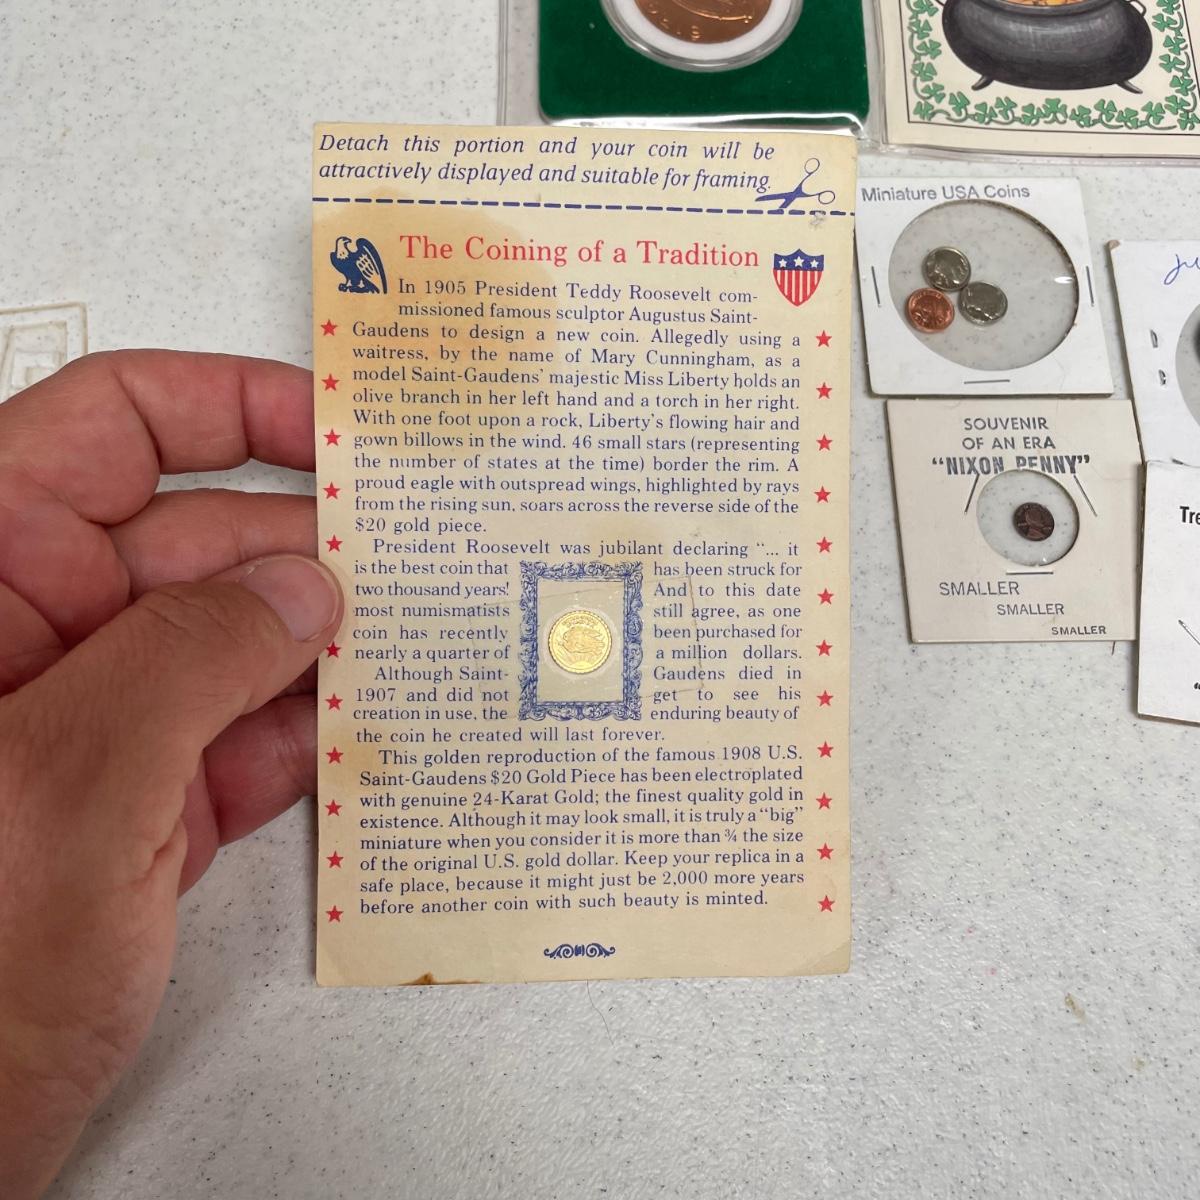 Detach this portion and your coin will be
attractively displayed and suitable for framing.
The Coining of a Tradition
In 1905 President Teddy Roosevelt com-
missioned famous sculptor Augustus Saint-
Gaudens to design a new coin. Allegedly using a
waitress, by the name of Mary Cunningham, as a
model Saint-Gaudens' majestic Miss Liberty holds an
olive branch in her left hand and a torch in her right.
With one foot upon a rock, Liberty's flowing hair and
gown billows in the wind. 46 small stars (representing
the number of states at the time) border the rim. A
proud eagle with outspread wings, highlighted by rays
from the rising sun, soars across the reverse side of the
$20 gold piece.
President Roosevelt was jubilant declaring "... it
is the best coin that has been struck for
two thousand years! And to this date
most numismatists still agree, as one
coin has recently been purchased for
nearly a quarter of a million dollars.
Although Saint- Gaudens died in
1907 and did not get to see his
creation in use, the enduring beauty of
the coin he created will last forever.
This golden reproduction of the famous 1908 U.S.
Saint-Gaudens $20 Gold Piece has been electroplated
with genuine 24-Karat Gold; the finest quality gold in
existence. Although it may look small, it is truly a "big"
miniature when you consider it is more than ¾ the size
of the original U.S. gold dollar. Keep your replica in a
safe place, because it might just be 2,000 more years
before another coin with such beauty is minted.
Miniature USA Coins
SOUVENIR
OF AN ERA
"NIXON PENNY"
SMALLER
SMALLER
SMALLER